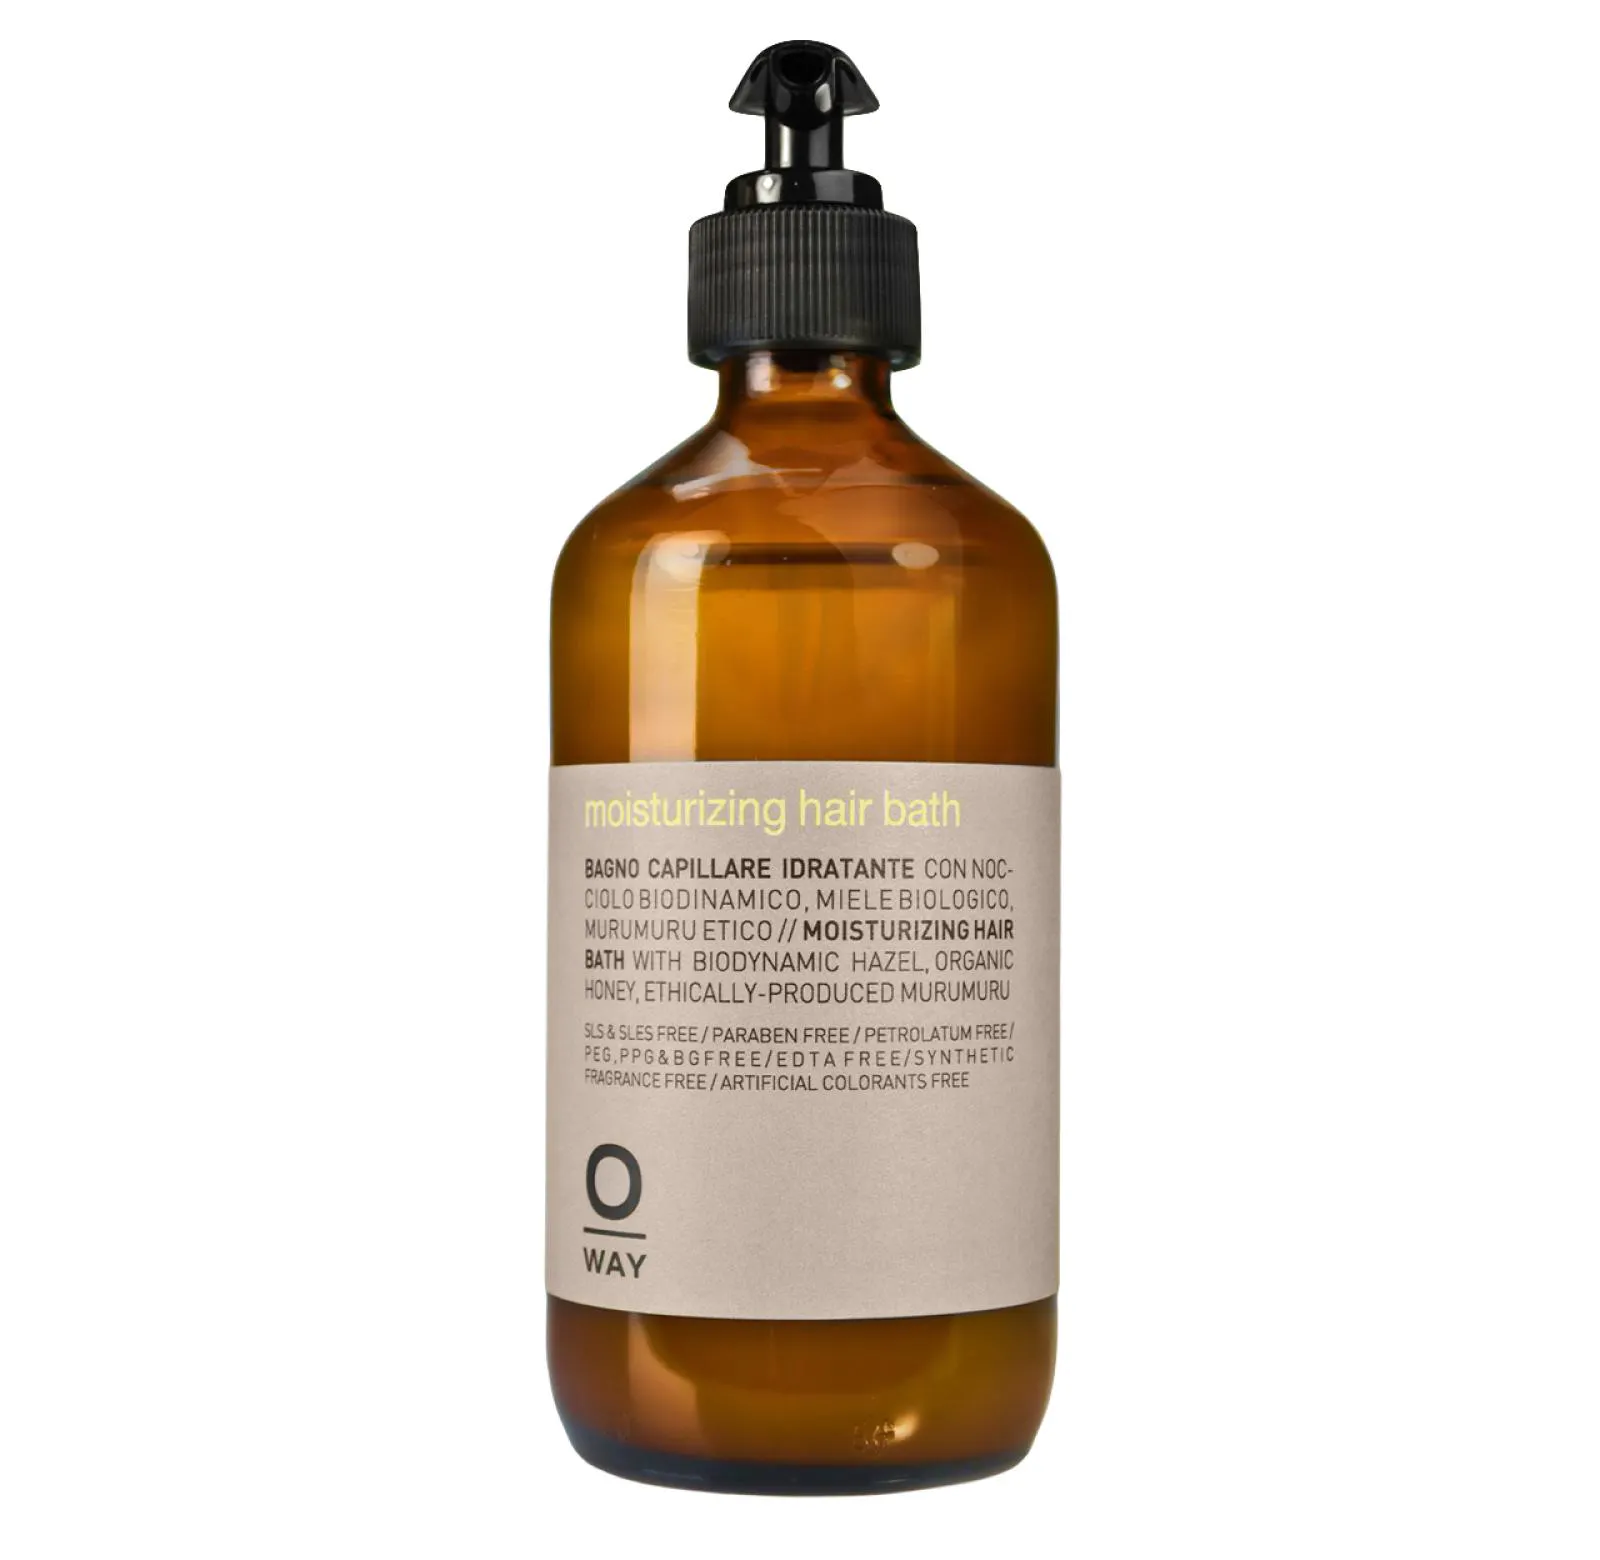 moisturizing hair bath
BAGNO CAPILLARE IDRATANTE CON NOC-
CIOLO BIODINAMICO, MIELE BIOLOGICO,
MURUMURU ETICO // MOISTURIZING HAIR
BATH WITH BIODYNAMIC HAZEL, ORGANIC
HONEY, ETHICALLY-PRODUCED MURUMURU
SLS & SLES FREE / PARABEN FREE / PETROLATUM FREE /
PEG, PPG & BG FREE / EDTA FREE / SYNTHETIC
FRAGRANCE FREE / ARTIFICIAL COLORANTS FREE
O
WAY